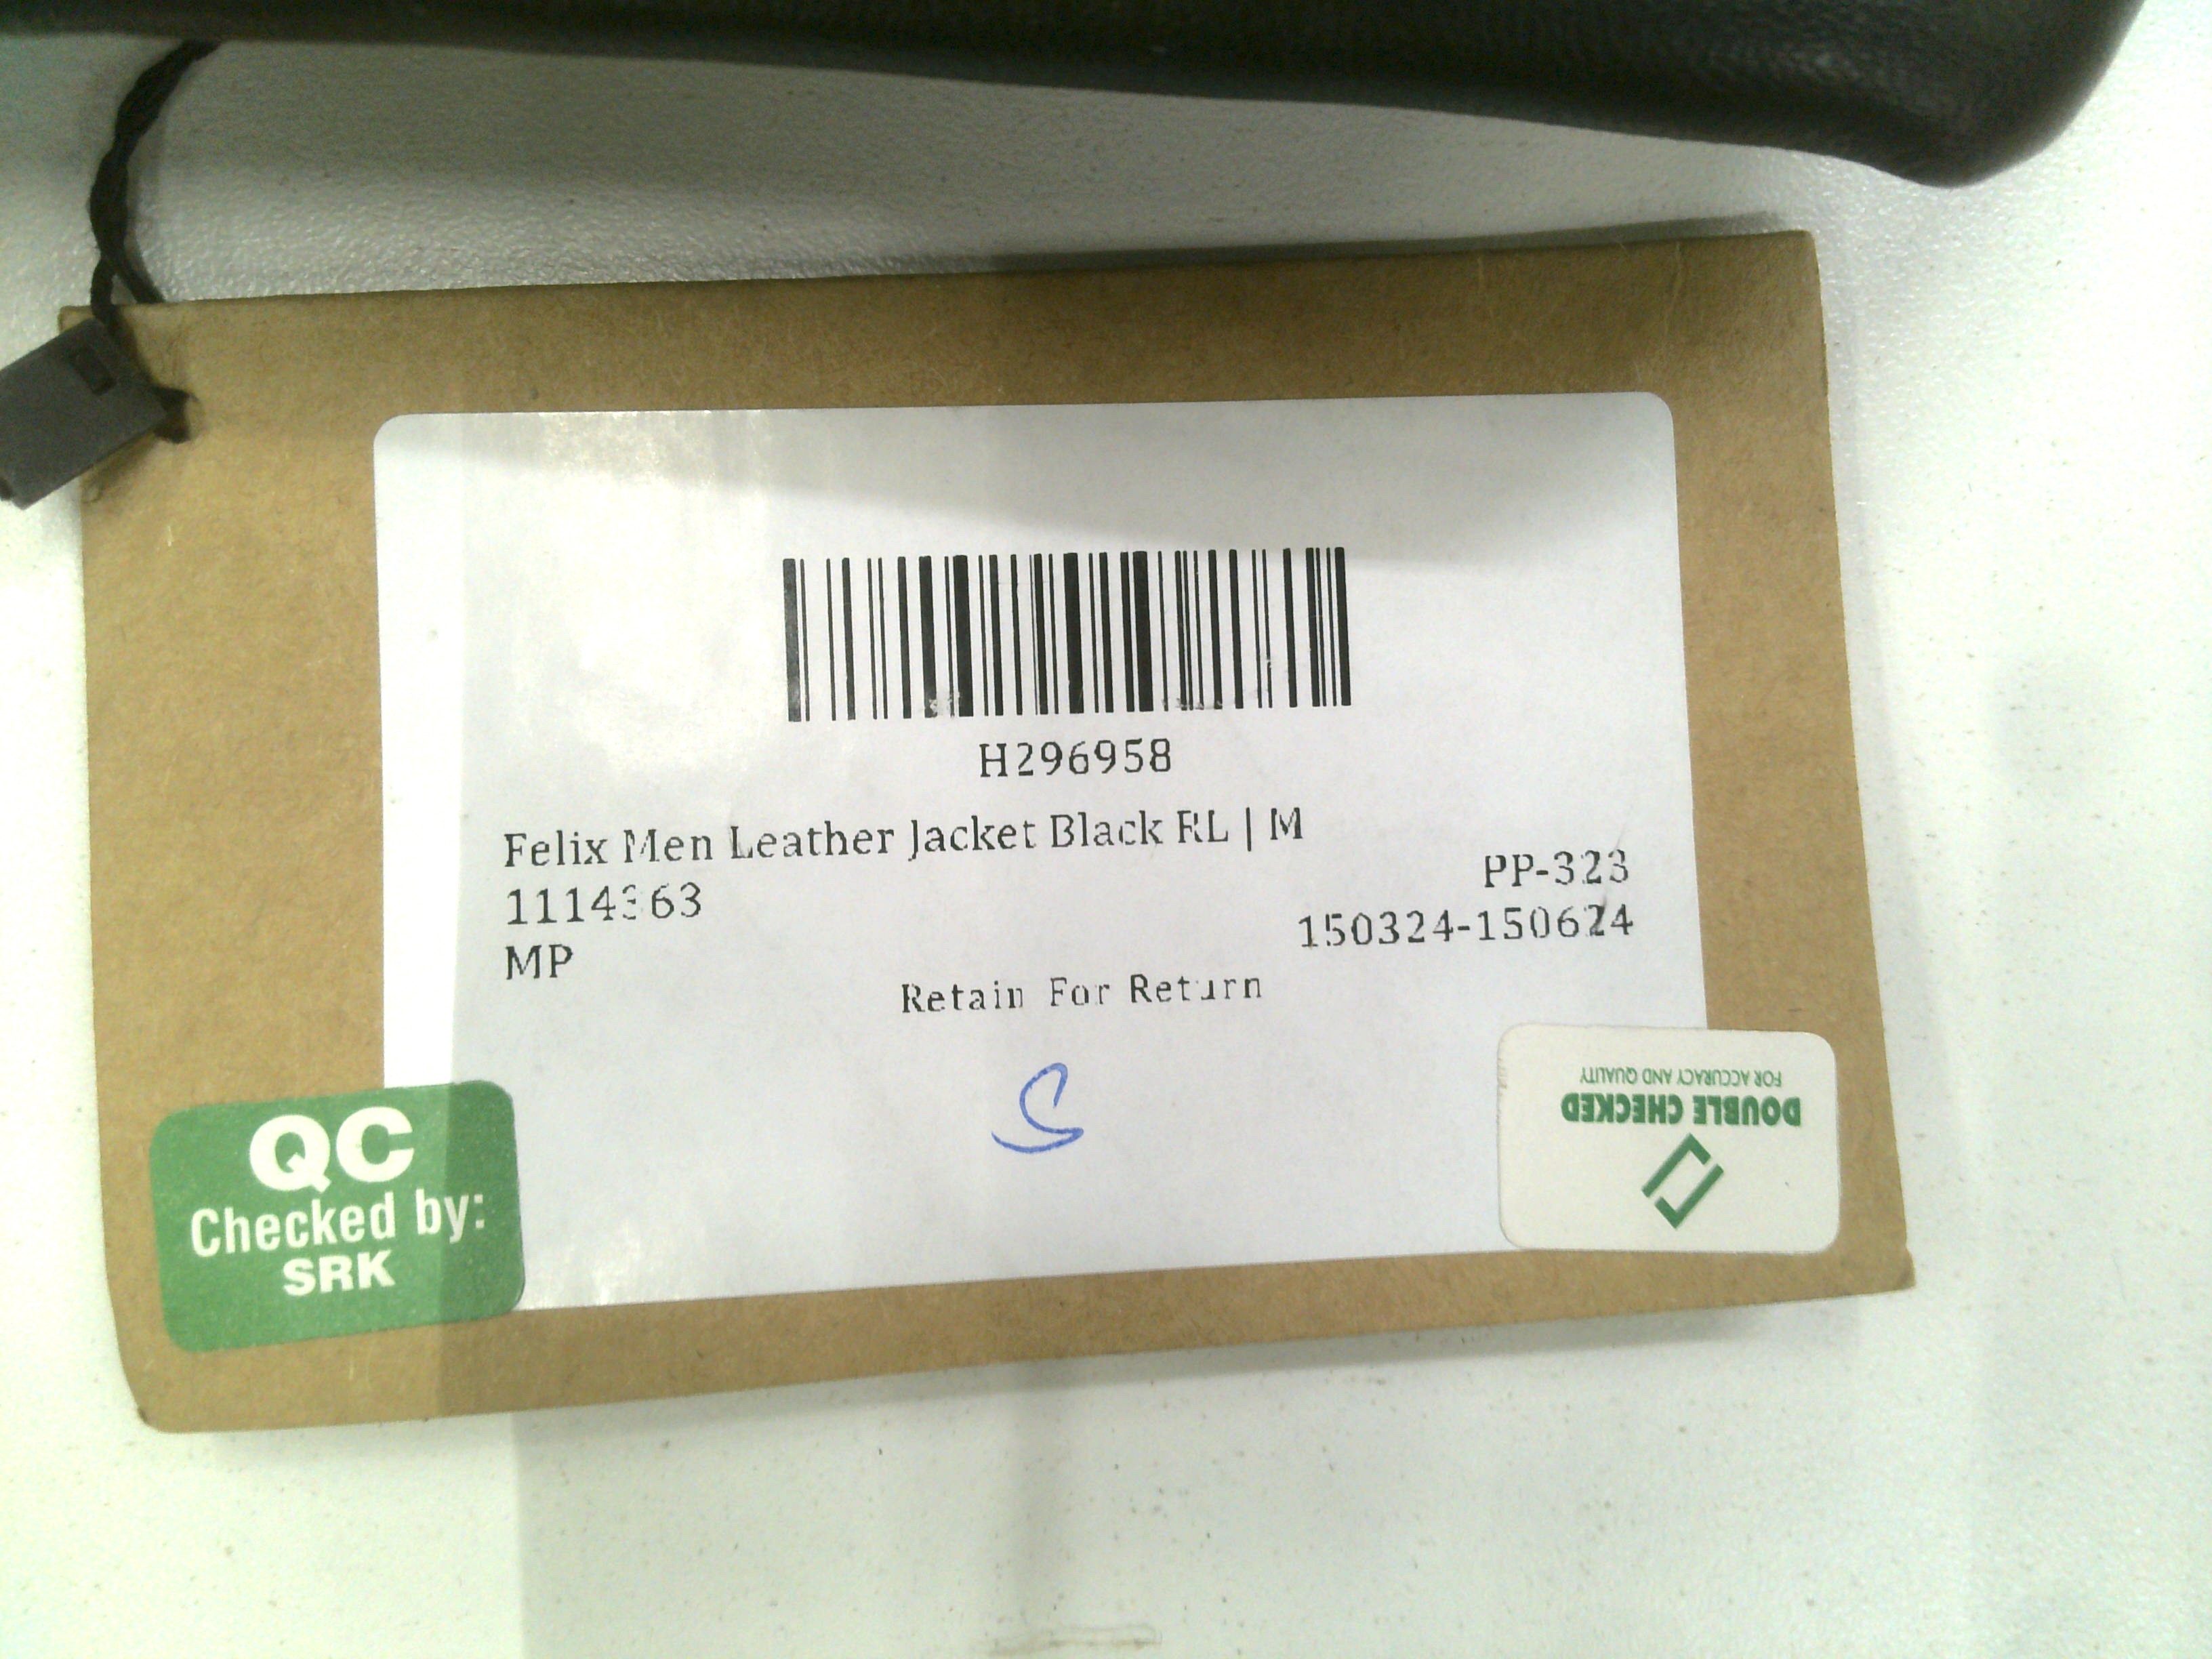 H296958
Felix Men Leather Jacket Black RL | M
PP-323
1114363
150324-150624
MP
Retain For Return
S
QC
Checked by:
SRK
DOUBLE CHECKED
FOR ACCURACY AND QUALITY